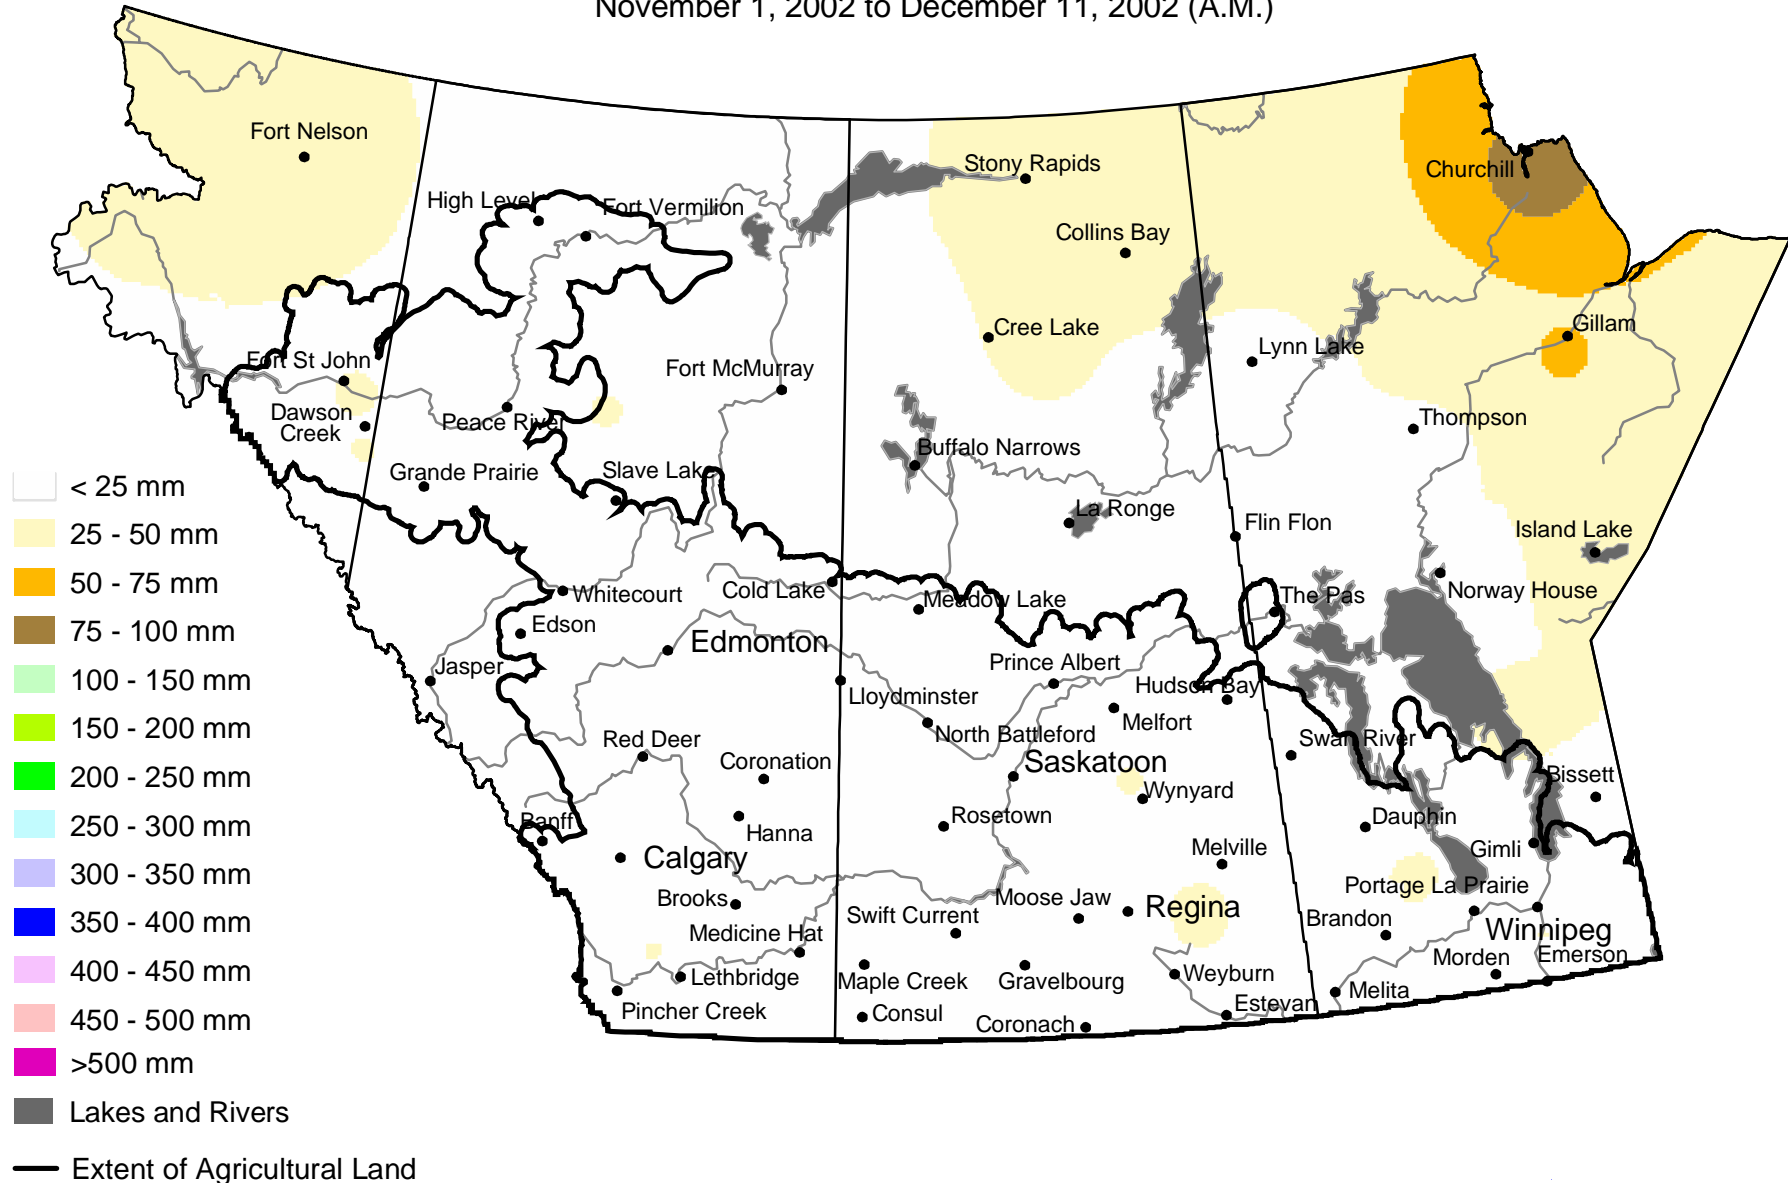 November 1, 2002 to December 11, 2002 (A.M.)
Fort Nelson
Churchill
Stony Rapids
High Level
Fort Vermilion
Collins Bay
Gillam
Cree Lake
Lynn Lake
Fort St John
Fort McMurray
Dawson
Creek
Peace River
Thompson
Buffalo Narrows
Grande Prairie
Slave Lake
La Ronge
Flin Flon
Island Lake
Whitecourt
Cold Lake
Meadow Lake
The Pas
Norway House
Edson
Edmonton
Jasper
Prince Albert
Hudson Bay
Lloydminster
Melfort
North Battleford
Red Deer
Swan River
Coronation
Saskatoon
Bissett
Wynyard
Banff
Hanna
Rosetown
Dauphin
Calgary
Melville
Gimli
Portage La Prairie
Brooks
Moose Jaw
Regina
Swift Current
Brandon
Winnipeg
Medicine Hat
Morden
Emerson
Lethbridge
Maple Creek
Gravelbourg
Weyburn
Melita
Pincher Creek
Consul
Coronach
Estevan
< 25 mm
25 - 50 mm
50 - 75 mm
75 - 100 mm
100 - 150 mm
150 - 200 mm
200 - 250 mm
250 - 300 mm
300 - 350 mm
350 - 400 mm
400 - 450 mm
450 - 500 mm
>500 mm
Lakes and Rivers
Extent of Agricultural Land